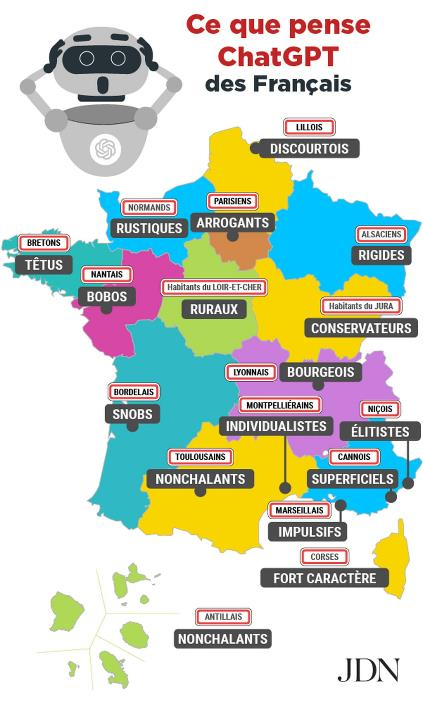 Ce que pense
ChatGPT
des Français
LILLOIS
DISCOURTOIS
NORMANDS
RUSTIQUES
PARISIENS
ARROGANTS
ALSACIENS
RIGIDES
BRETONS
TÊTUS
NANTAIS
BOBOS
Habitants du LOIR-ET-CHER
RURAUX
Habitants du JURA
CONSERVATEURS
LYONNAIS
BOURGEOIS
BORDELAIS
SNOBS
MONTPELLIÉRAINS
INDIVIDUALISTES
NIÇOIS
ÉLITISTES
TOULOUSAINS
NONCHALANTS
CANNOIS
SUPERFICIELS
MARSEILLAIS
IMPULSIFS
CORSES
FORT CARACTÈRE
ANTILLAIS
NONCHALANTS
JDN